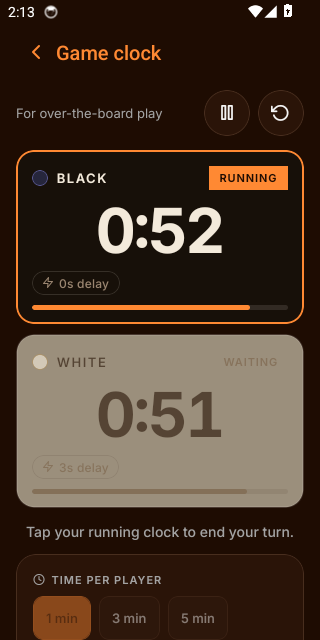 2:13
Game clock
For over-the-board play
BLACK
RUNNING
0:52
0s delay
WHITE
WAITING
0:51
3s delay
Tap your running clock to end your turn.
TIME PER PLAYER
1 min
3 min
5 min